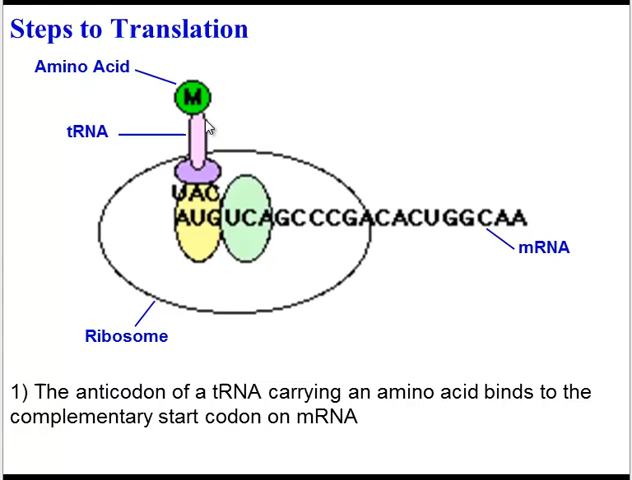 Steps to Translation
Amino Acid
M
tRNA
UAC
AUGUCAGCCCGACACUGGCAA
mRNA
Ribosome
1) The anticodon of a tRNA carrying an amino acid binds to the
complementary start codon on mRNA